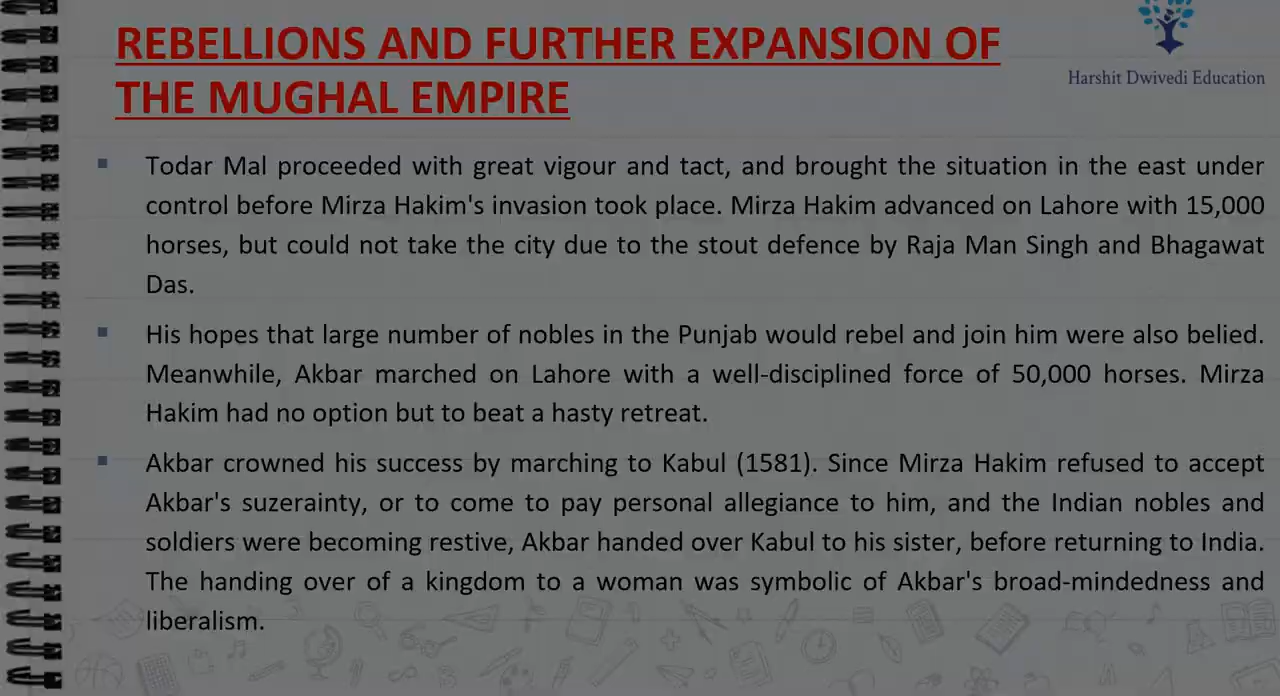 REBELLIONS AND FURTHER EXPANSION OF
THE MUGHAL EMPIRE
Harshit Dwivedi Education
▪ Todar Mal proceeded with great vigour and tact, and brought the situation in the east under
control before Mirza Hakim's invasion took place. Mirza Hakim advanced on Lahore with 15,000
horses, but could not take the city due to the stout defence by Raja Man Singh and Bhagawat
Das.
▪ His hopes that large number of nobles in the Punjab would rebel and join him were also belied.
Meanwhile, Akbar marched on Lahore with a well-disciplined force of 50,000 horses. Mirza
Hakim had no option but to beat a hasty retreat.
▪ Akbar crowned his success by marching to Kabul (1581). Since Mirza Hakim refused to accept
Akbar's suzerainty, or to come to pay personal allegiance to him, and the Indian nobles and
soldiers were becoming restive, Akbar handed over Kabul to his sister, before returning to India.
The handing over of a kingdom to a woman was symbolic of Akbar's broad-mindedness and
liberalism.